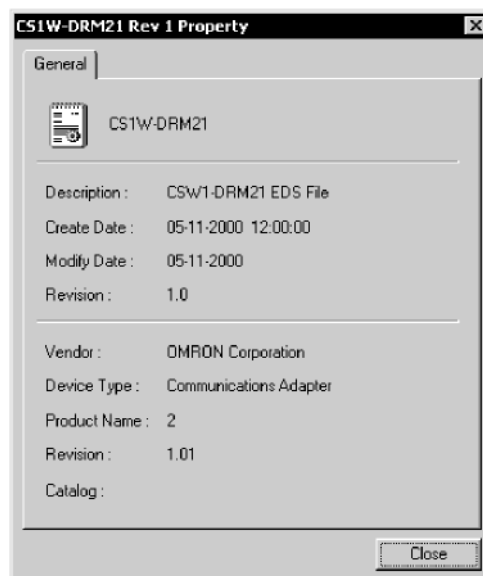 CS1W-DRM21 Rev 1 Property
General
CS1W-DRM21
Description : CSW1-DRM21 EDS File
Create Date : 05-11-2000 12:00:00
Modify Date : 05-11-2000
Revision : 1.0
Vendor : OMRON Corporation
Device Type : Communications Adapter
Product Name : 2
Revision : 1.01
Catalog :
Close